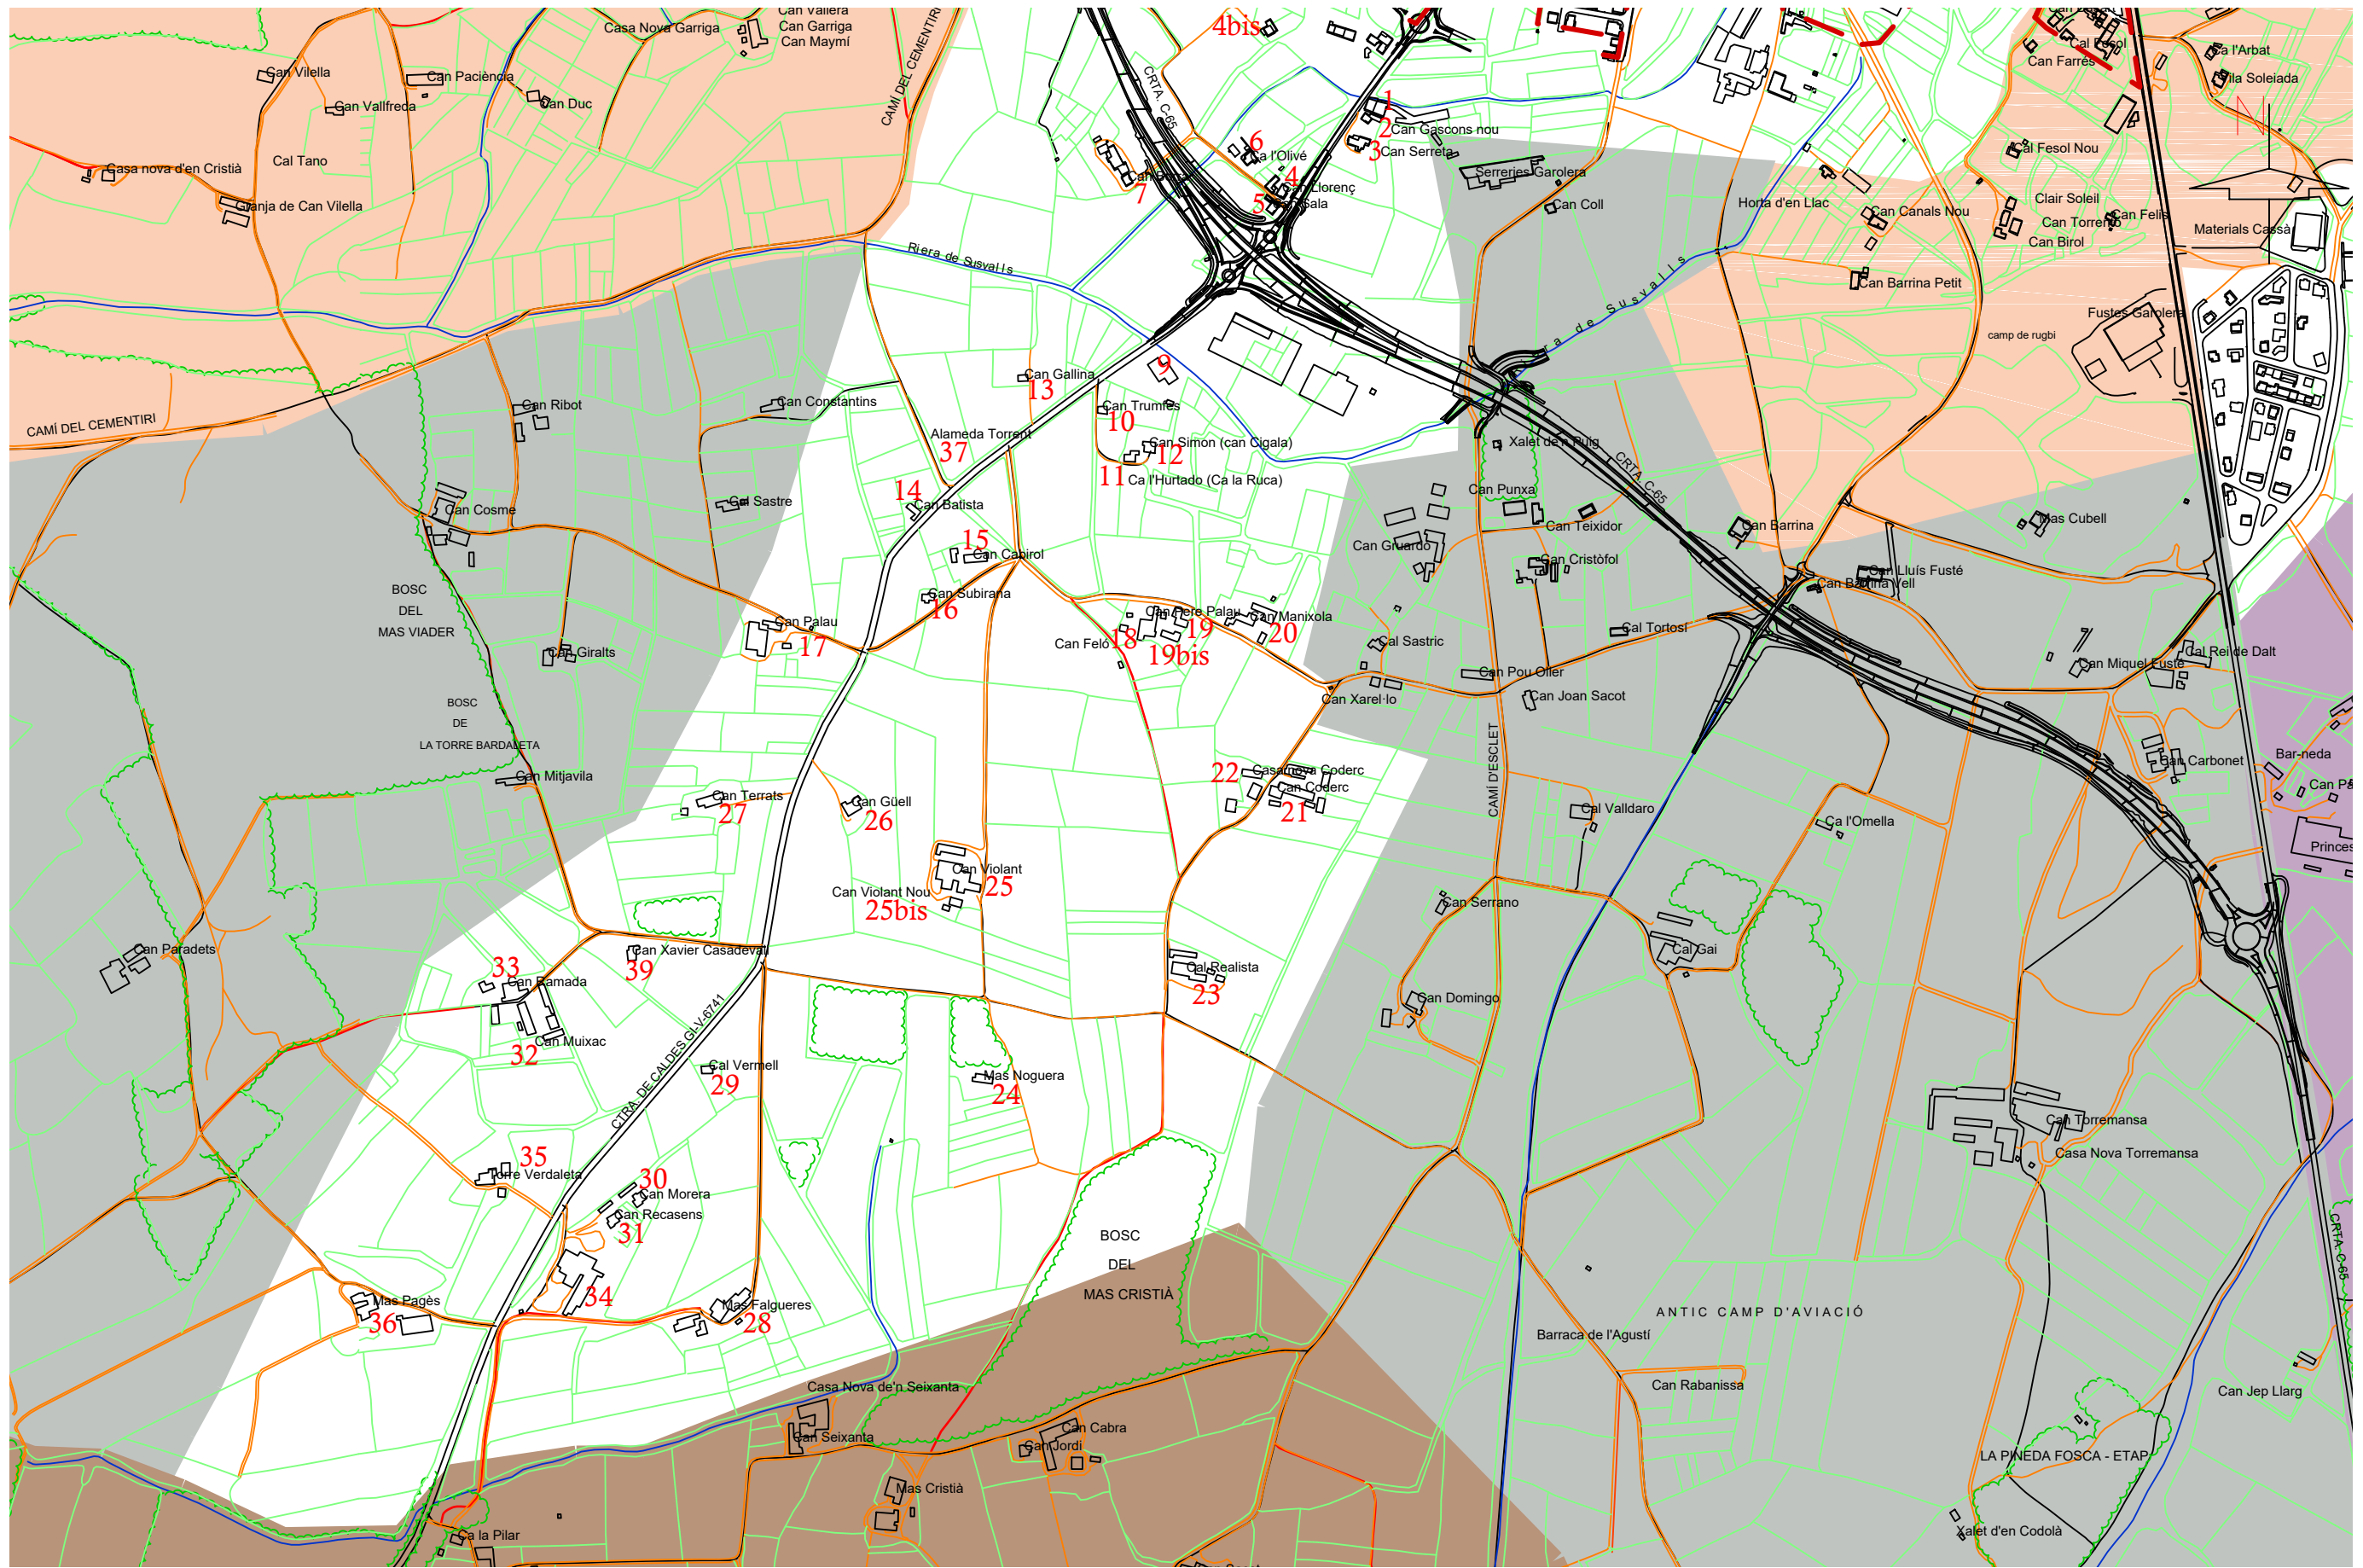 Can Vallera
Can Garriga
Can Maymí
Casa Nova Garriga
4bis
Cal Fesol
Can Farrés
Ca l'Arbat
Vila Soleiada
Can Vilella
Can Paciència
Can Vallfreda
Can Duc
CAMÍ DEL CEMENTIRI
CRTA. C-65
1
2
Can Gascons nou
3
Can Serreta
6
Ca l'Olivé
4
Can Llorenç
5
Can Sala
7
Cal Tano
Casa nova d'en Cristià
Granja de Can Vilella
Serreries Garolera
Can Coll
Cal Fesol Nou
Clair Soleil
Can Torrento
Can Felis
Can Birol
Horta d'en Llac
Can Canals Nou
Materials Cassà
Riera de Susvalls
Riera de Susvalls
Can Barrina Petit
Fustes Garolera
camp de rugbi
9
Can Gallina
13
Can Trumfes
10
CAMÍ DEL CEMENTIRI
Can Ribot
Can Constantins
Alameda Torrent
37
Can Simon (can Cigala)
12
11
Ca l'Hurtado (Ca la Ruca)
Xalet de'n Puig
CRTA. C-65
14
Can Batista
Cal Sastre
Can Cosme
Can Punxa
Can Teixidor
Can Barrina
Mas Cubell
15
Can Cabirol
Can Gruardo
Can Cristòfol
Can Lluís Fusté
Can Barrina Vell
BOSC
DEL
MAS VIADER
Can Subirana
16
Can Pere Palau
19
Can Manixola
20
Can Palau
17
Can Feló
18
19bis
Cal Sastric
Cal Tortosí
Can Giralts
Can Miquel Fusté
Cal Rei de Dalt
Can Pou Oller
Can Xarel·lo
Can Joan Sacot
BOSC
DE
LA TORRE BARDALETA
CAMÍ D'ESCLET
Can Mitjavila
Can Terrats
27
Can Güell
26
22
Casanova Coderc
Can Coderc
21
Cal Valldaro
Ca l'Omella
Can Carbonet
Bar-neda
Can Pa
Princes
Can Violant
25
Can Violant Nou
25bis
Can Serrano
Can Paradets
Can Xavier Casadevall
39
33
Can Ramada
Cal Realista
23
Cal Gai
Can Domingo
32
Can Muixac
CTRA. DE CALDES GI-V-6741
Cal Vermell
29
Mas Noguera
24
Can Torremansa
Casa Nova Torremansa
35
Torre Verdaleta
30
Can Morera
Can Recasens
31
CRTA. C-65
BOSC
DEL
MAS CRISTIÀ
34
Mas Pagès
36
Mas Falgueres
28
ANTIC CAMP D'AVIACIÓ
Barraca de l'Agustí
Can Rabanissa
Can Jep Llarg
Casa Nova de'n Seixanta
Can Seixanta
Can Cabra
Can Jordi
LA PINEDA FOSCA - ETAP
Mas Cristià
Xalet d'en Codolà
Ca la Pilar